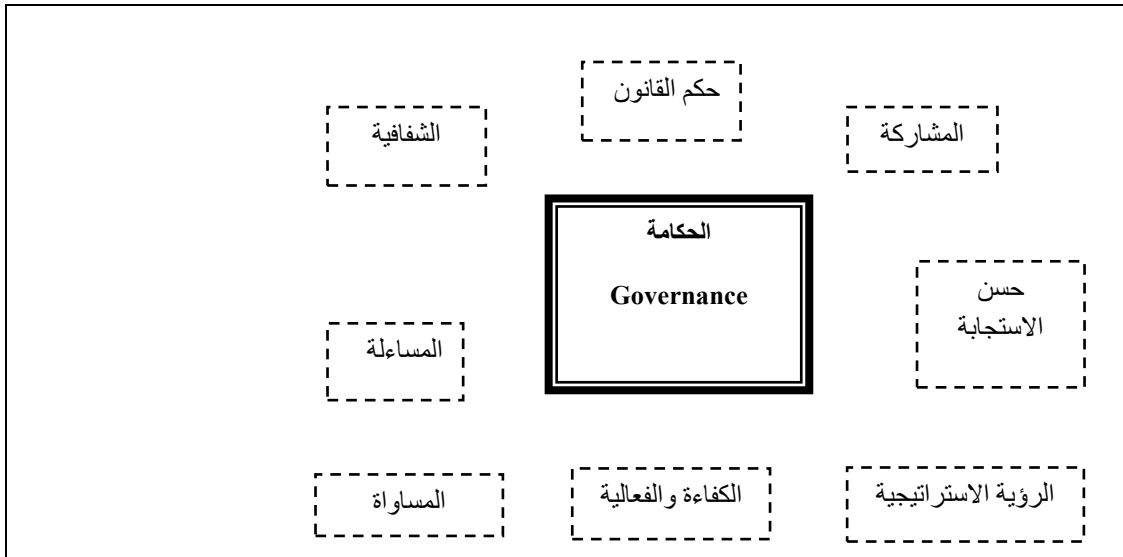 حكم القانون
المشاركة
الشفافية
الحكامة
Governance
حسن
الاستجابة
المساءلة
الرؤية الاستراتيجية
الكفاءة والفعالية
المساواة